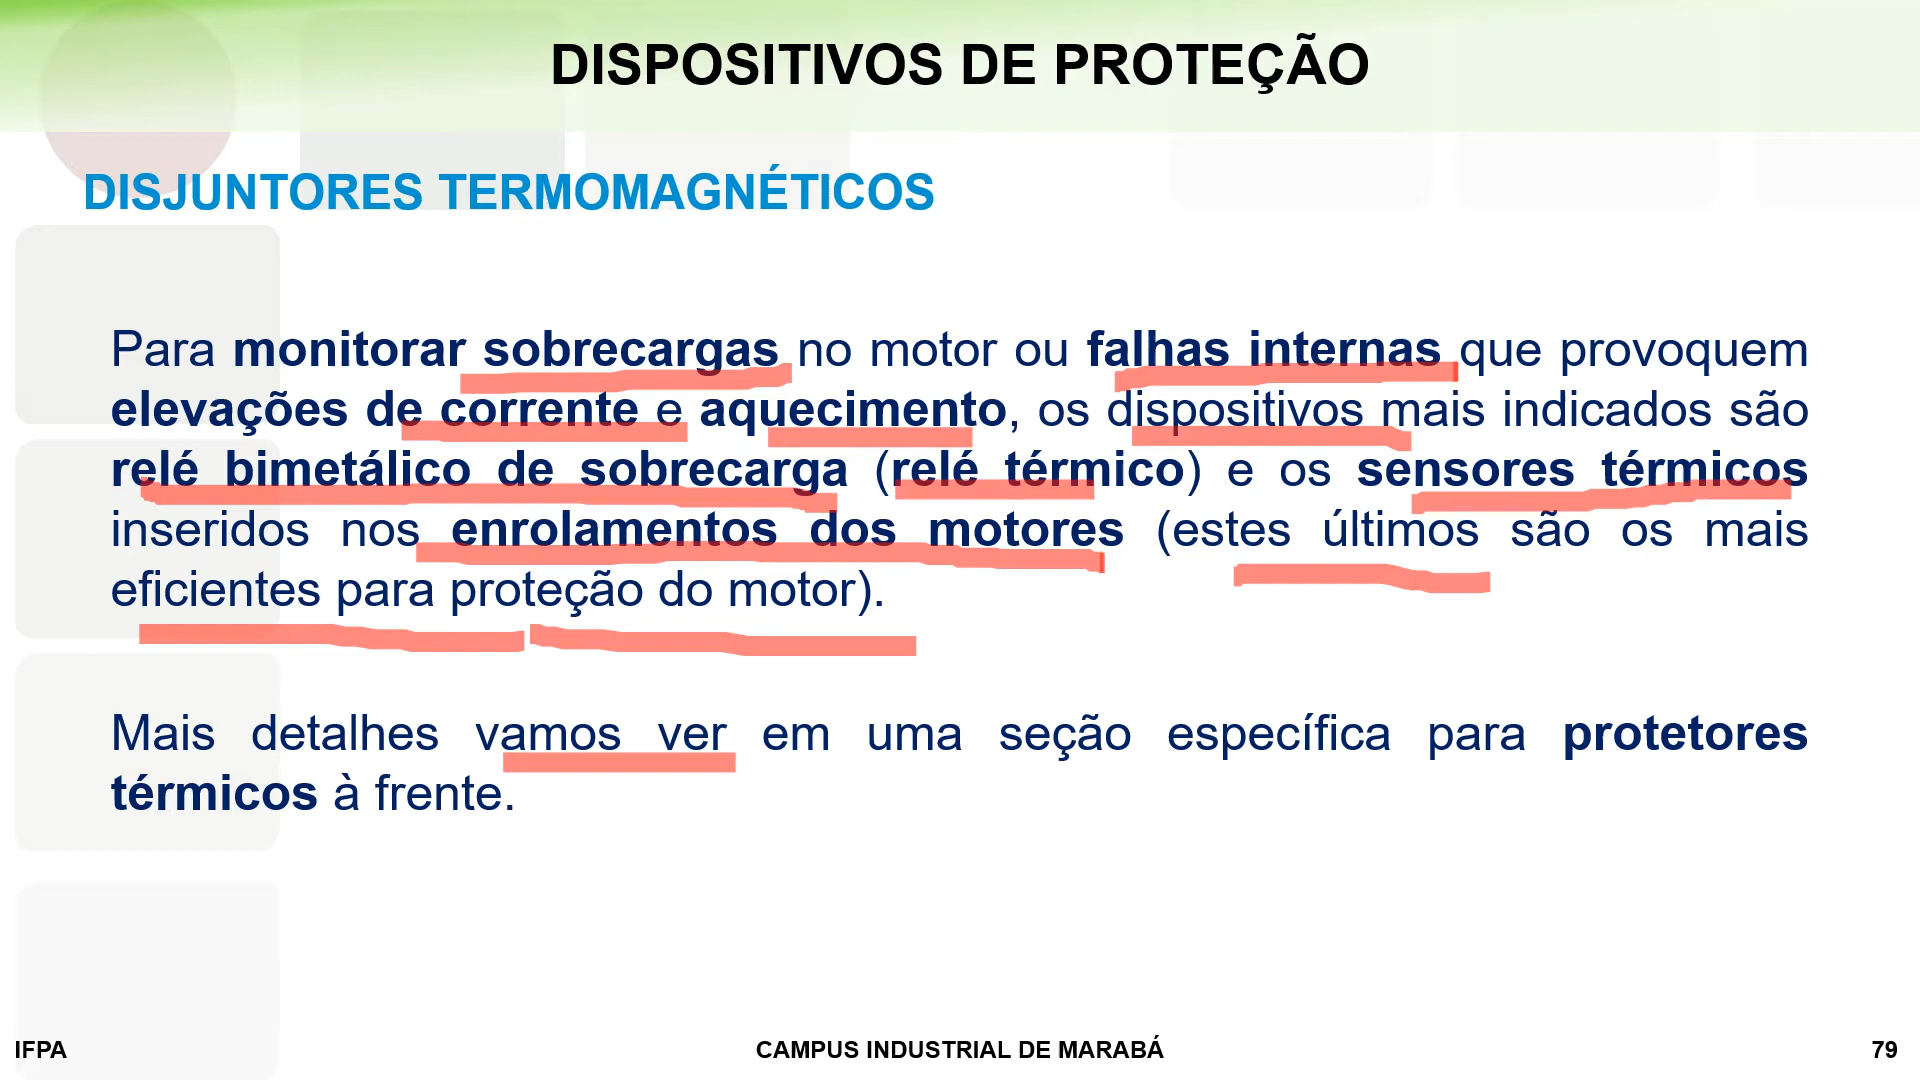 DISPOSITIVOS DE PROTEÇÃO
DISJUNTORES TERMOMAGNÉTICOS
Para monitorar sobrecargas no motor ou falhas internas que provoquem
elevações de corrente e aquecimento, os dispositivos mais indicados são
relé bimetálico de sobrecarga (relé térmico) e os sensores térmicos
inseridos nos enrolamentos dos motores (estes últimos são os mais
eficientes para proteção do motor).
Mais detalhes vamos ver em uma seção específica para protetores
térmicos à frente.
IFPA
CAMPUS INDUSTRIAL DE MARABÁ
79